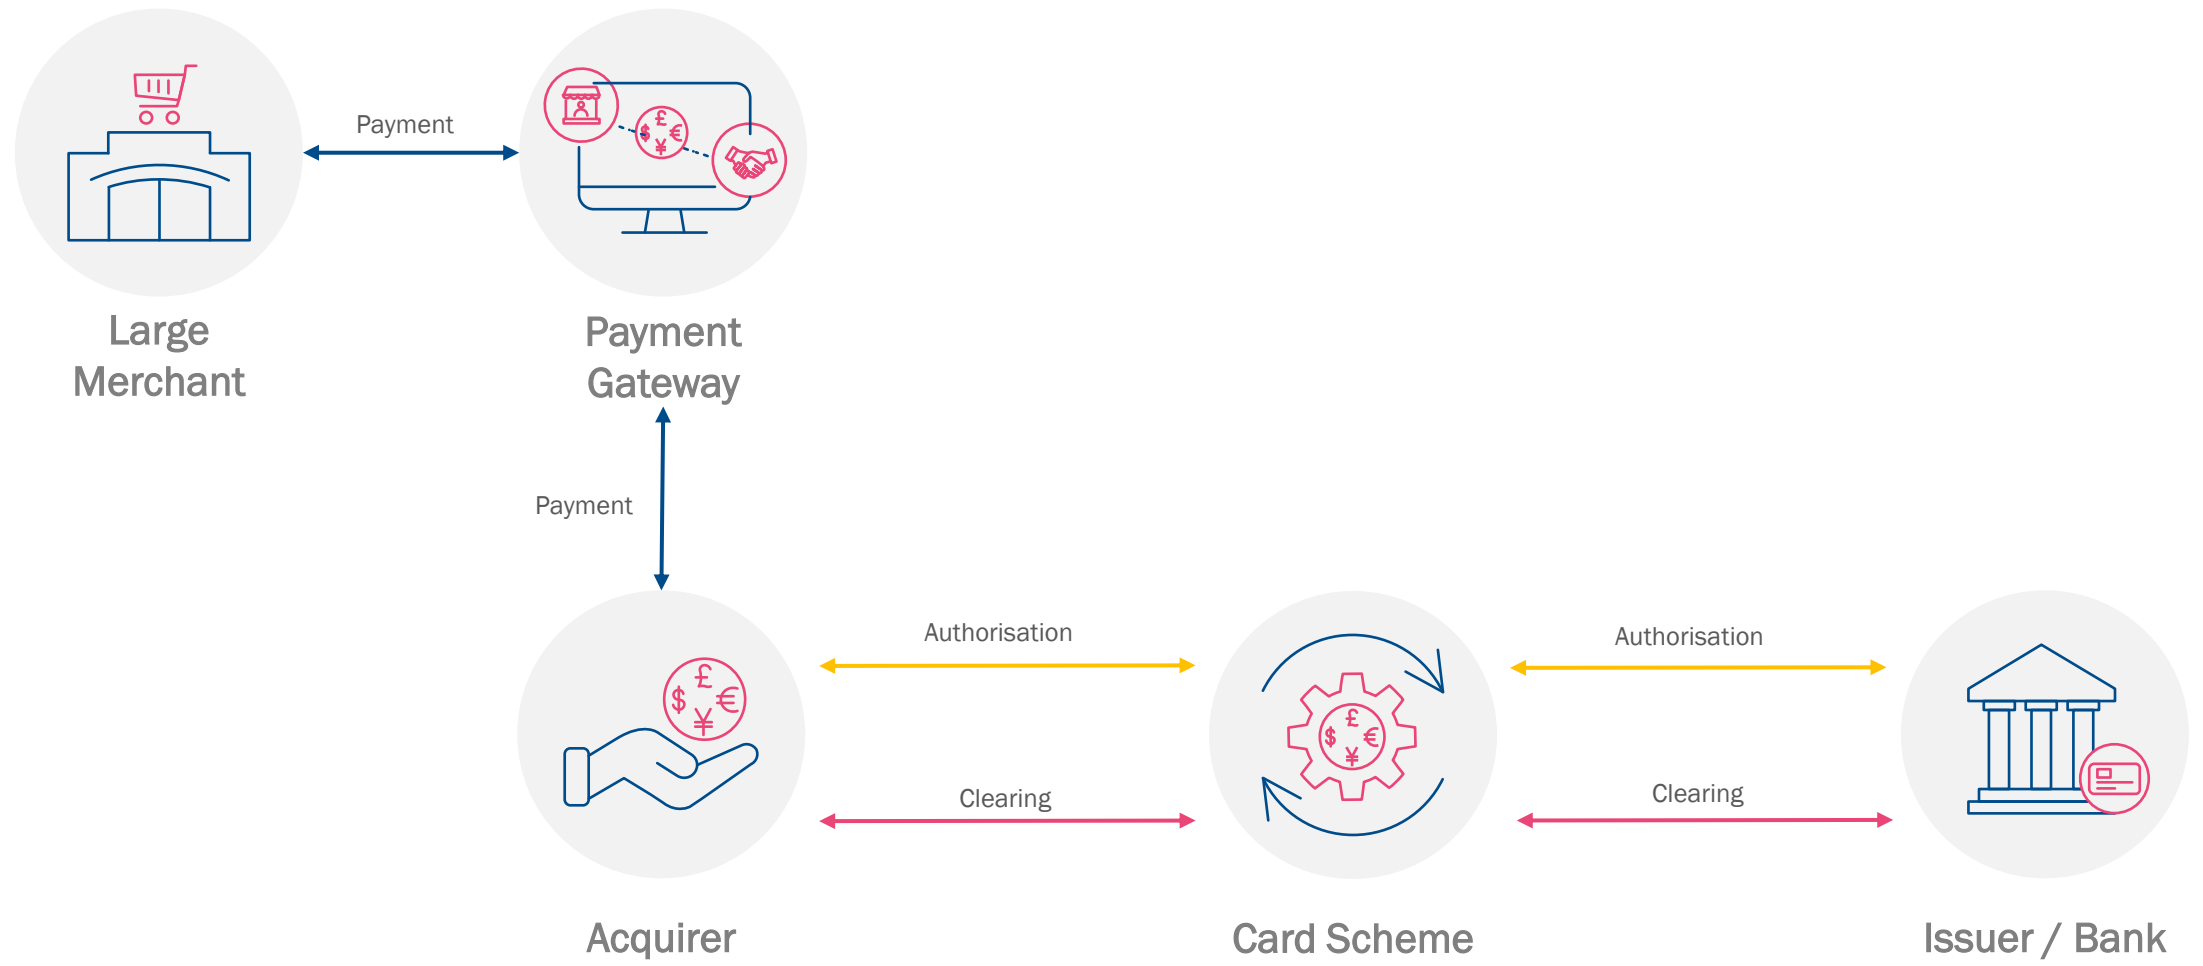 Payment
Large
Merchant
Payment
Gateway
Payment
Authorisation
Authorisation
Clearing
Clearing
Acquirer
Card Scheme
Issuer / Bank